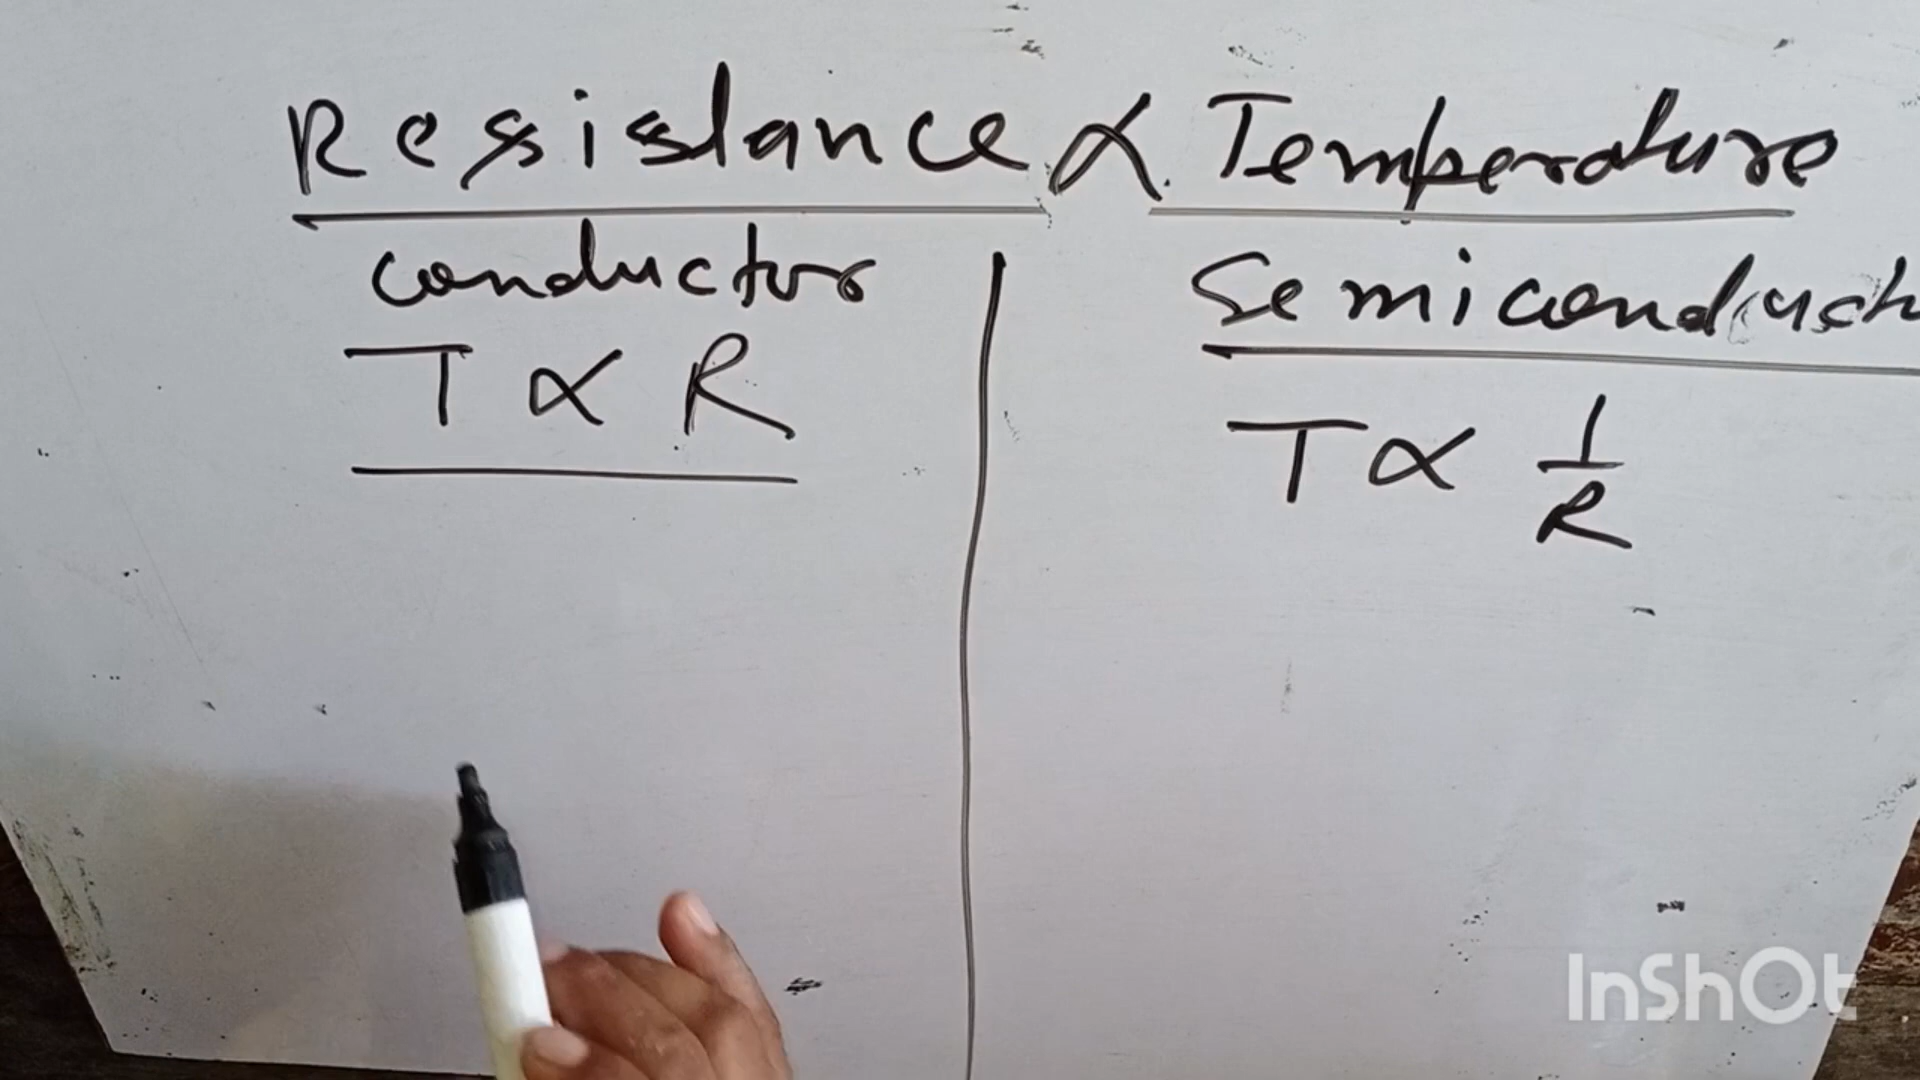 Resistance ∝ Temperature
Conductor
T ∝ R
Semiconduct
T ∝ 1/R
InShOt